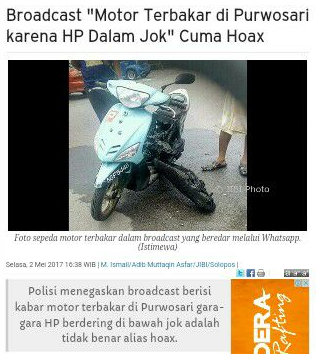 Broadcast "Motor Terbakar di Purwosari
karena HP Dalam Jok" Cuma Hoax
JIBI Photo
Foto sepeda motor terbakar dalam broadcast yang beredar melalui Whatsapp.
(Istimewa)
Selasa, 2 Mei 2017 16:38 WIB | M. Ismail/Adib Muttaqin Asfar/JIBI/Solopos |
Polisi menegaskan broadcast berisi
kabar motor terbakar di Purwosari gara-
gara HP berdering di bawah jok adalah
tidak benar alias hoax.
DERA
Rafting